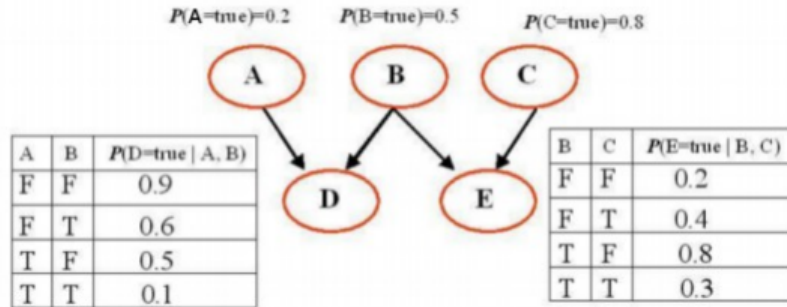 P(A=true)=0.2 P(B=true)=0.5 P(C=true)=0.8
A B C
A B P(D=true | A, B)
F F 0.9
F T 0.6
T F 0.5
T T 0.1
D E
B C P(E=true | B, C)
F F 0.2
F T 0.4
T F 0.8
T T 0.3